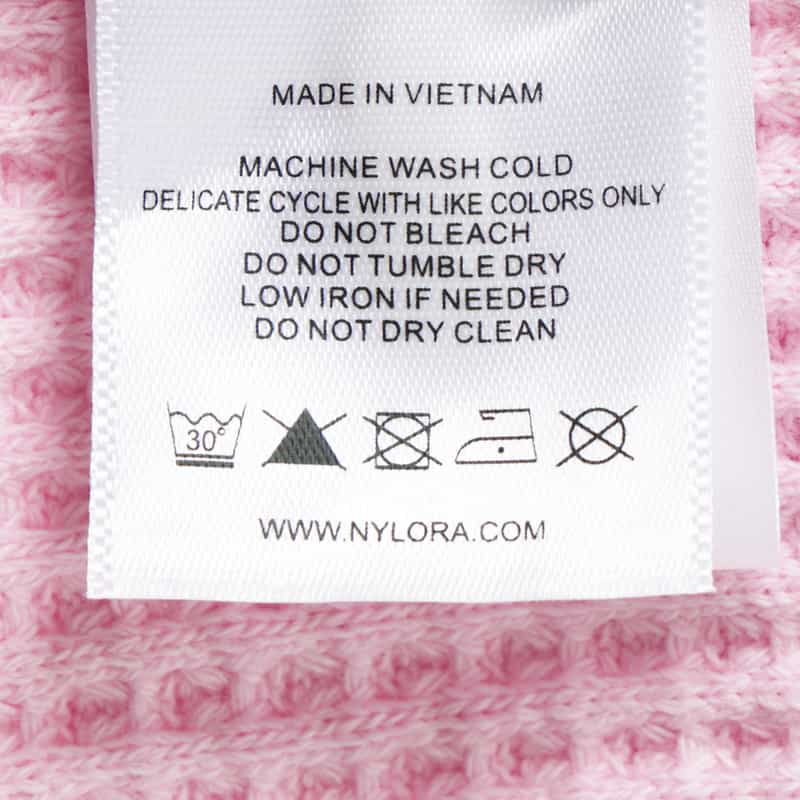 MADE IN VIETNAM
MACHINE WASH COLD
DELICATE CYCLE WITH LIKE COLORS ONLY
DO NOT BLEACH
DO NOT TUMBLE DRY
LOW IRON IF NEEDED
DO NOT DRY CLEAN
30°
WWW.NYLORA.COM